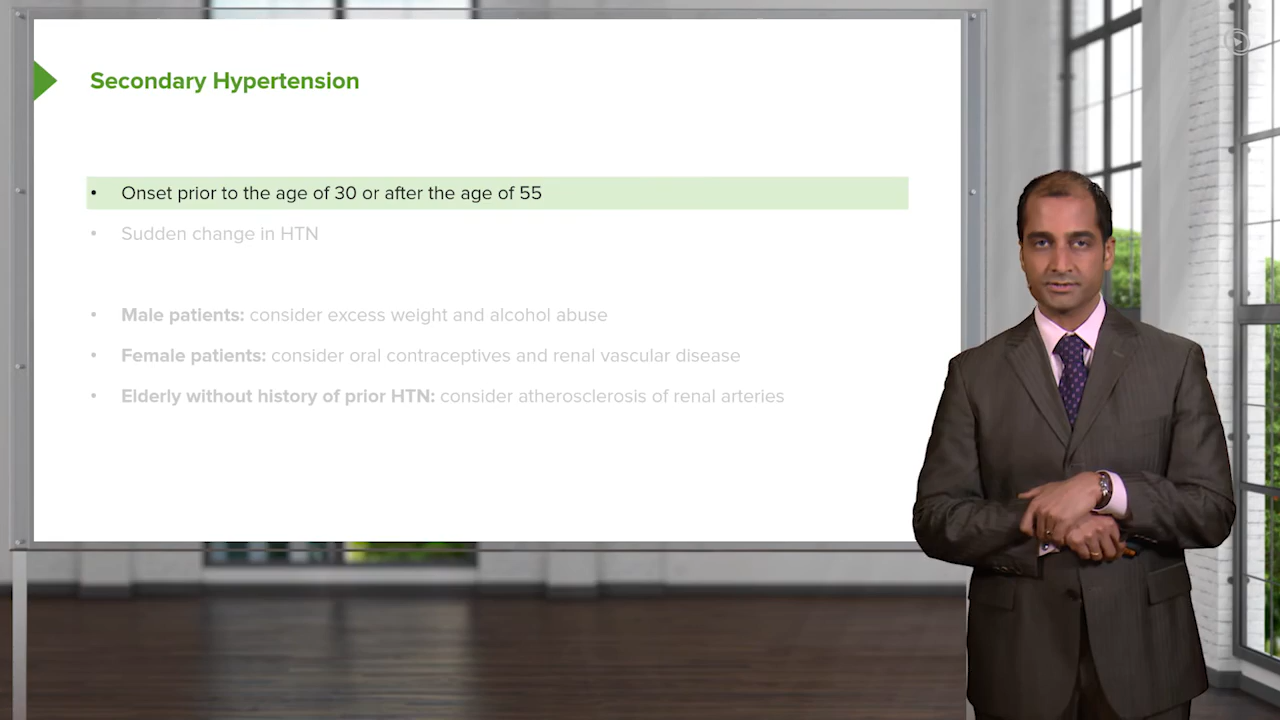 Secondary Hypertension
• Onset prior to the age of 30 or after the age of 55
• Sudden change in HTN
• Male patients: consider excess weight and alcohol abuse
• Female patients: consider oral contraceptives and renal vascular disease
• Elderly without history of prior HTN: consider atherosclerosis of renal arteries